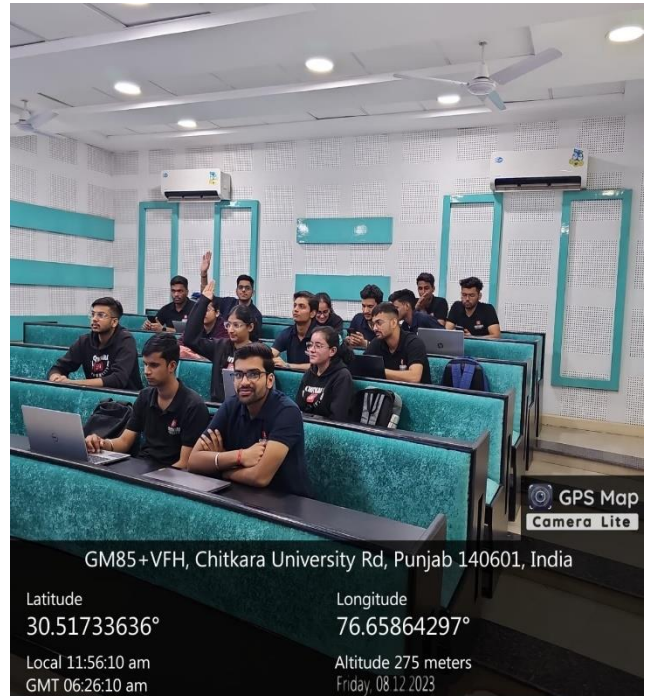 GPS Map
Camera Lite
GM85+VFH, Chitkara University Rd, Punjab 140601, India
Latitude
30.51733636°
Longitude
76.65864297°
Local 11:56:10 am
GMT 06:26:10 am
Altitude 275 meters
Friday, 08.12.2023